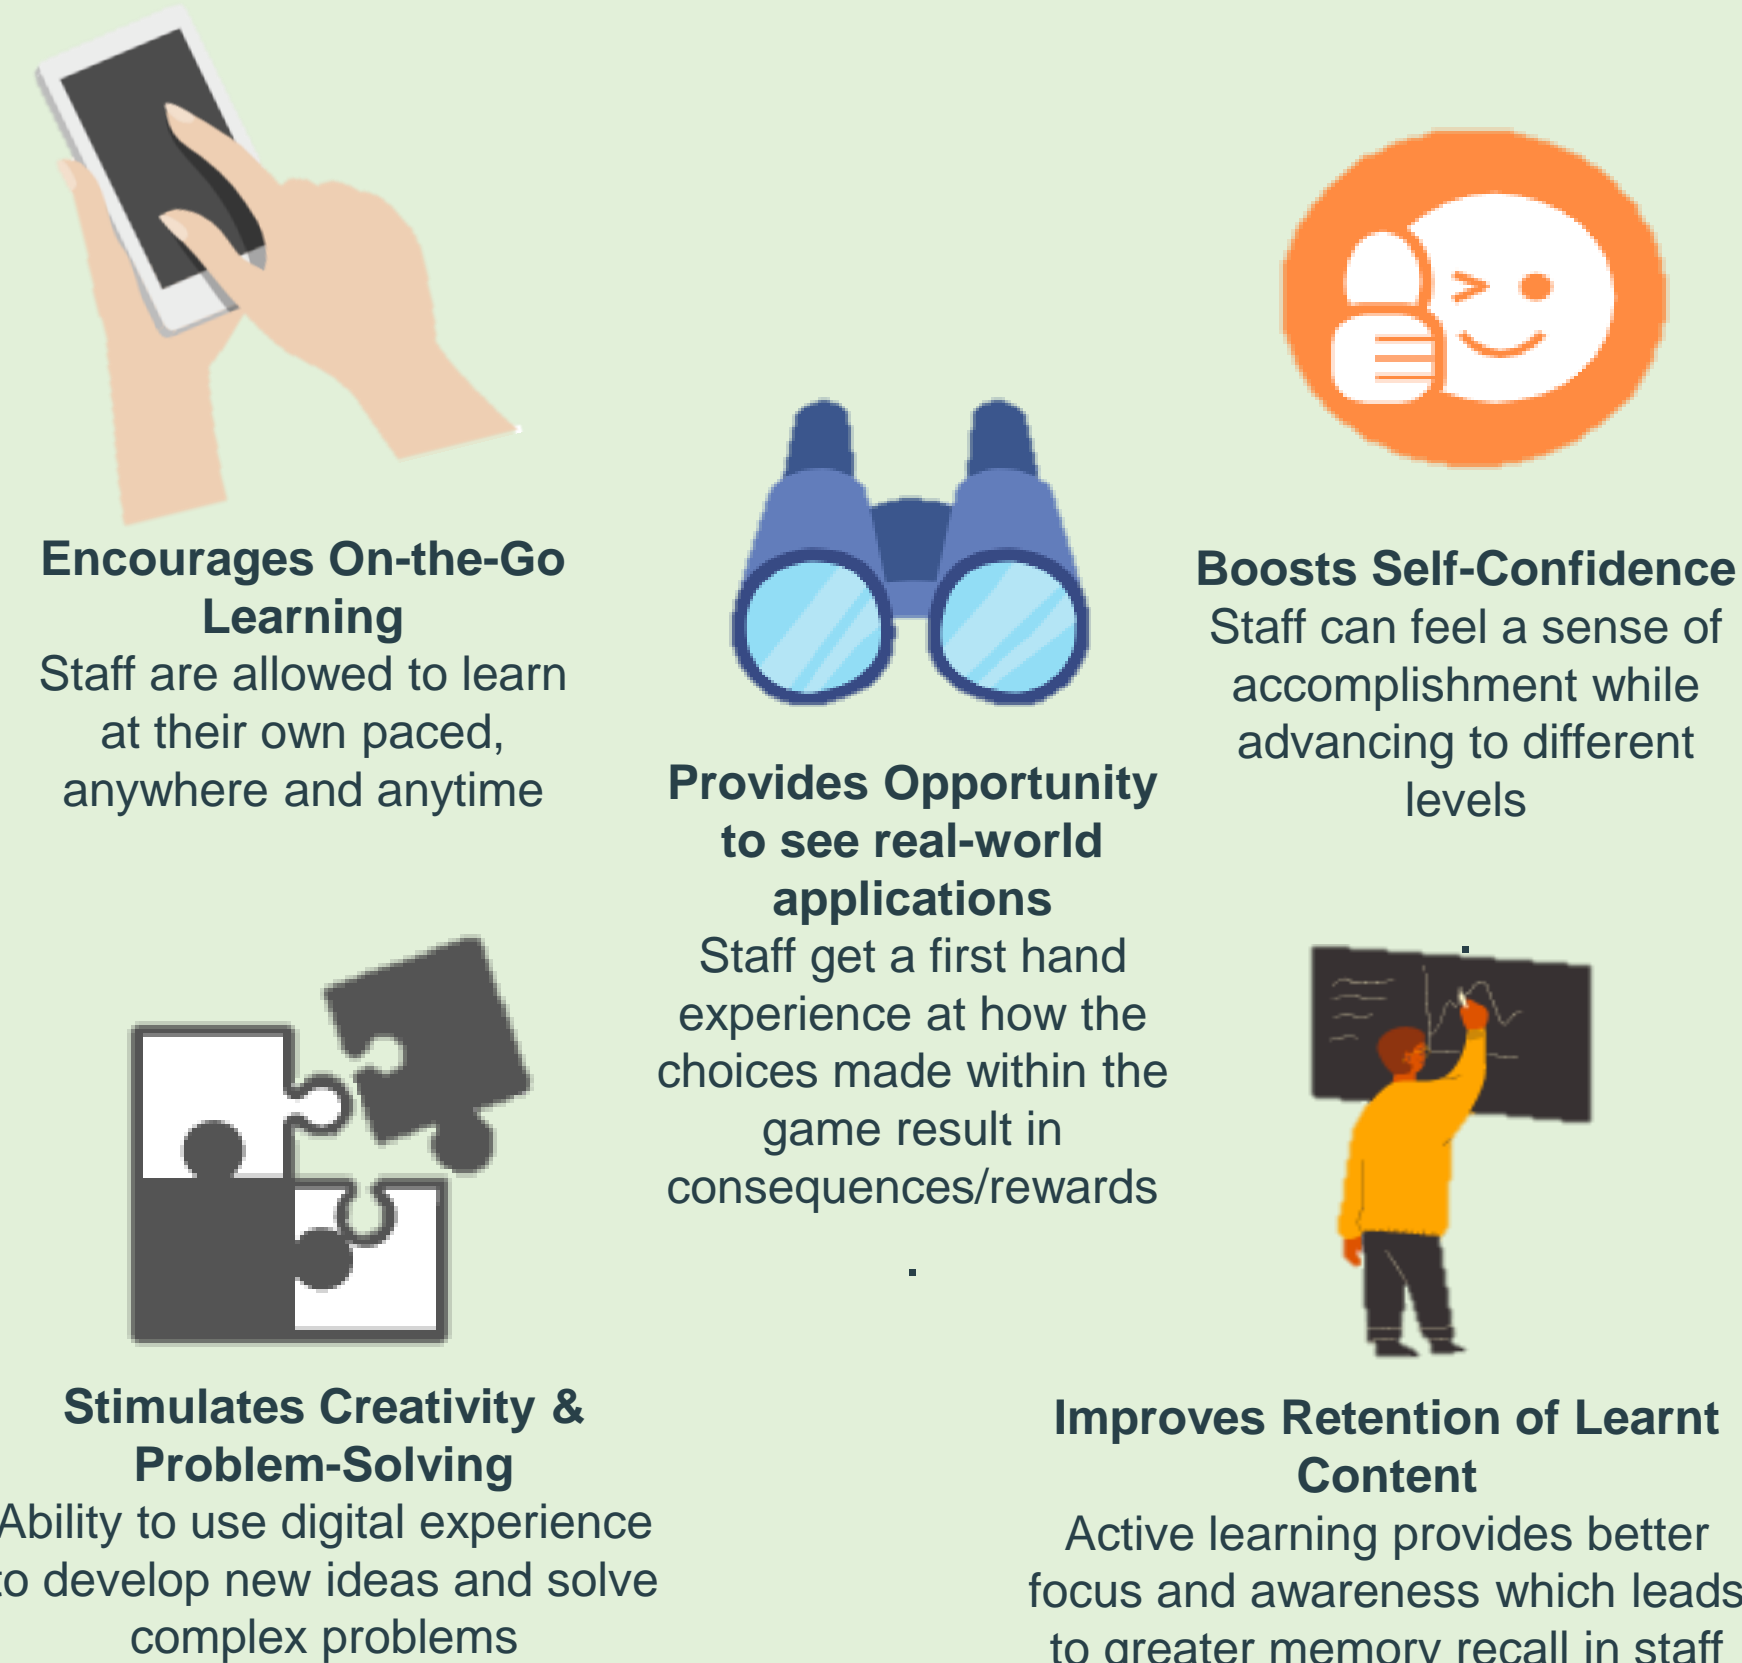 Encourages On-the-Go
Learning
Staff are allowed to learn
at their own paced,
anywhere and anytime
Provides Opportunity
to see real-world
applications
Staff get a first hand
experience at how the
choices made within the
game result in
consequences/rewards
.
Boosts Self-Confidence
Staff can feel a sense of
accomplishment while
advancing to different
levels
.
Stimulates Creativity &
Problem-Solving
Ability to use digital experience
to develop new ideas and solve
complex problems
Improves Retention of Learnt
Content
Active learning provides better
focus and awareness which leads
to greater memory recall in staff